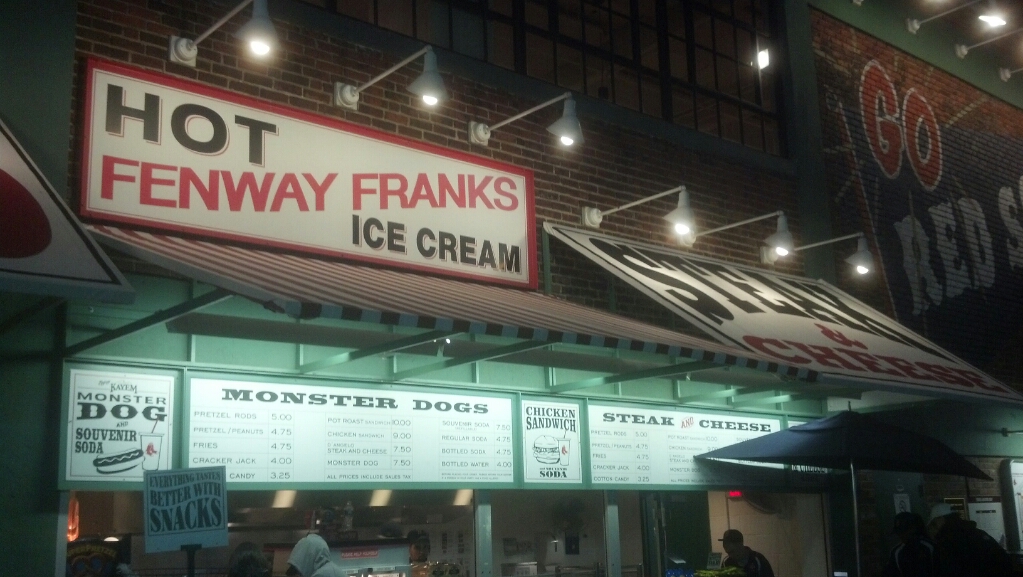 HOT
FENWAY FRANKS
ICE CREAM
STEAK
&
CHEESE
GO
RED
KAYEM
MONSTER
DOG
AND
SOUVENIR
SODA
MONSTER DOGS
PRETZEL RODS 5.00
PRETZEL/PEANUTS 4.75
FRIES 4.75
CRACKER JACK 4.00
COTTON CANDY 3.25
POT ROAST SANDWICH 10.00
CHICKEN SANDWICH 9.00
STEAK AND CHEESE 7.50
MONSTER DOG 7.50
ALL PRICES INCLUDE SALES TAX
SOUVENIR SODA 7.50
REGULAR SODA 4.75
BOTTLED SODA 4.75
BOTTLED WATER 4.00
CHICKEN
SANDWICH
AND SOUVENIR
SODA
STEAK AND CHEESE
PRETZEL RODS 5.00
PRETZEL/PEANUTS 4.75
FRIES 4.75
CRACKER JACK 4.00
COTTON CANDY 3.25
EVERYTHING TASTES
BETTER WITH
SNACKS